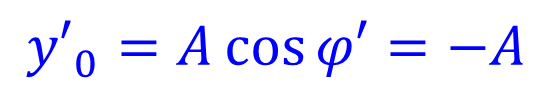 y′₀ = A cos φ′ = −A